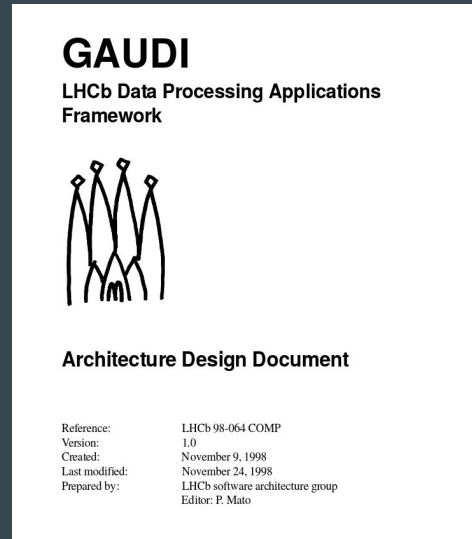 GAUDI
LHCb Data Processing Applications
Framework
Architecture Design Document
Reference: LHCb 98-064 COMP
Version: 1.0
Created: November 9, 1998
Last modified: November 24, 1998
Prepared by: LHCb software architecture group
Editor: P. Mato